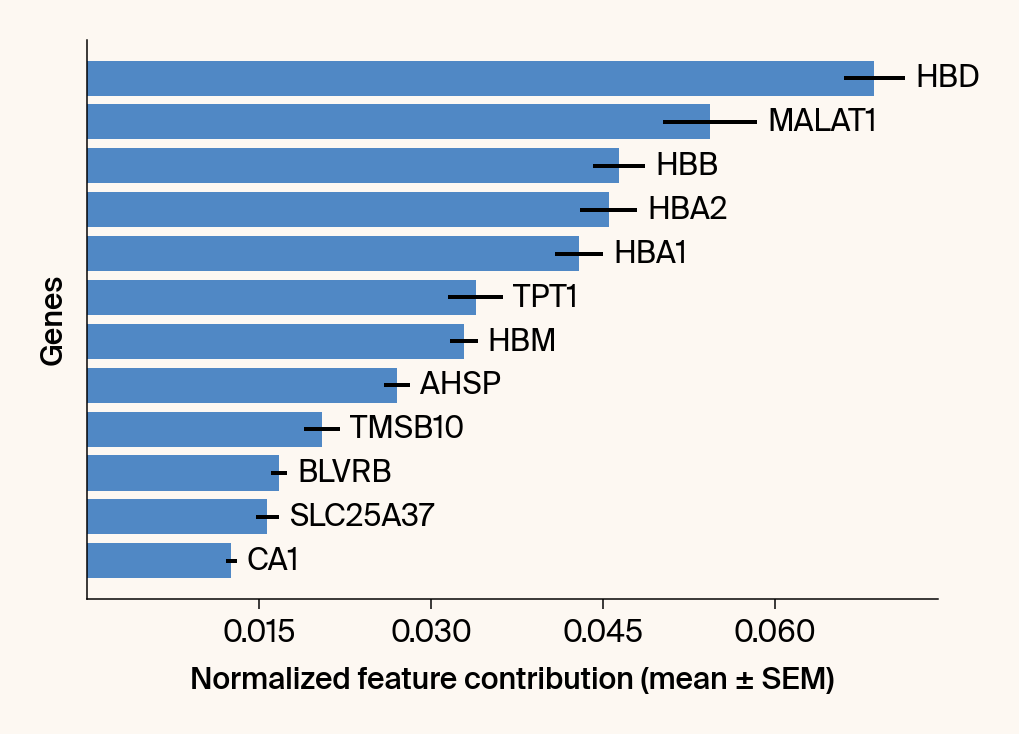 HBD
MALAT1
HBB
HBA2
HBA1
TPT1
HBM
AHSP
TMSB10
BLVRB
SLC25A37
CA1
Genes
0.015 0.030 0.045 0.060
Normalized feature contribution (mean ± SEM)